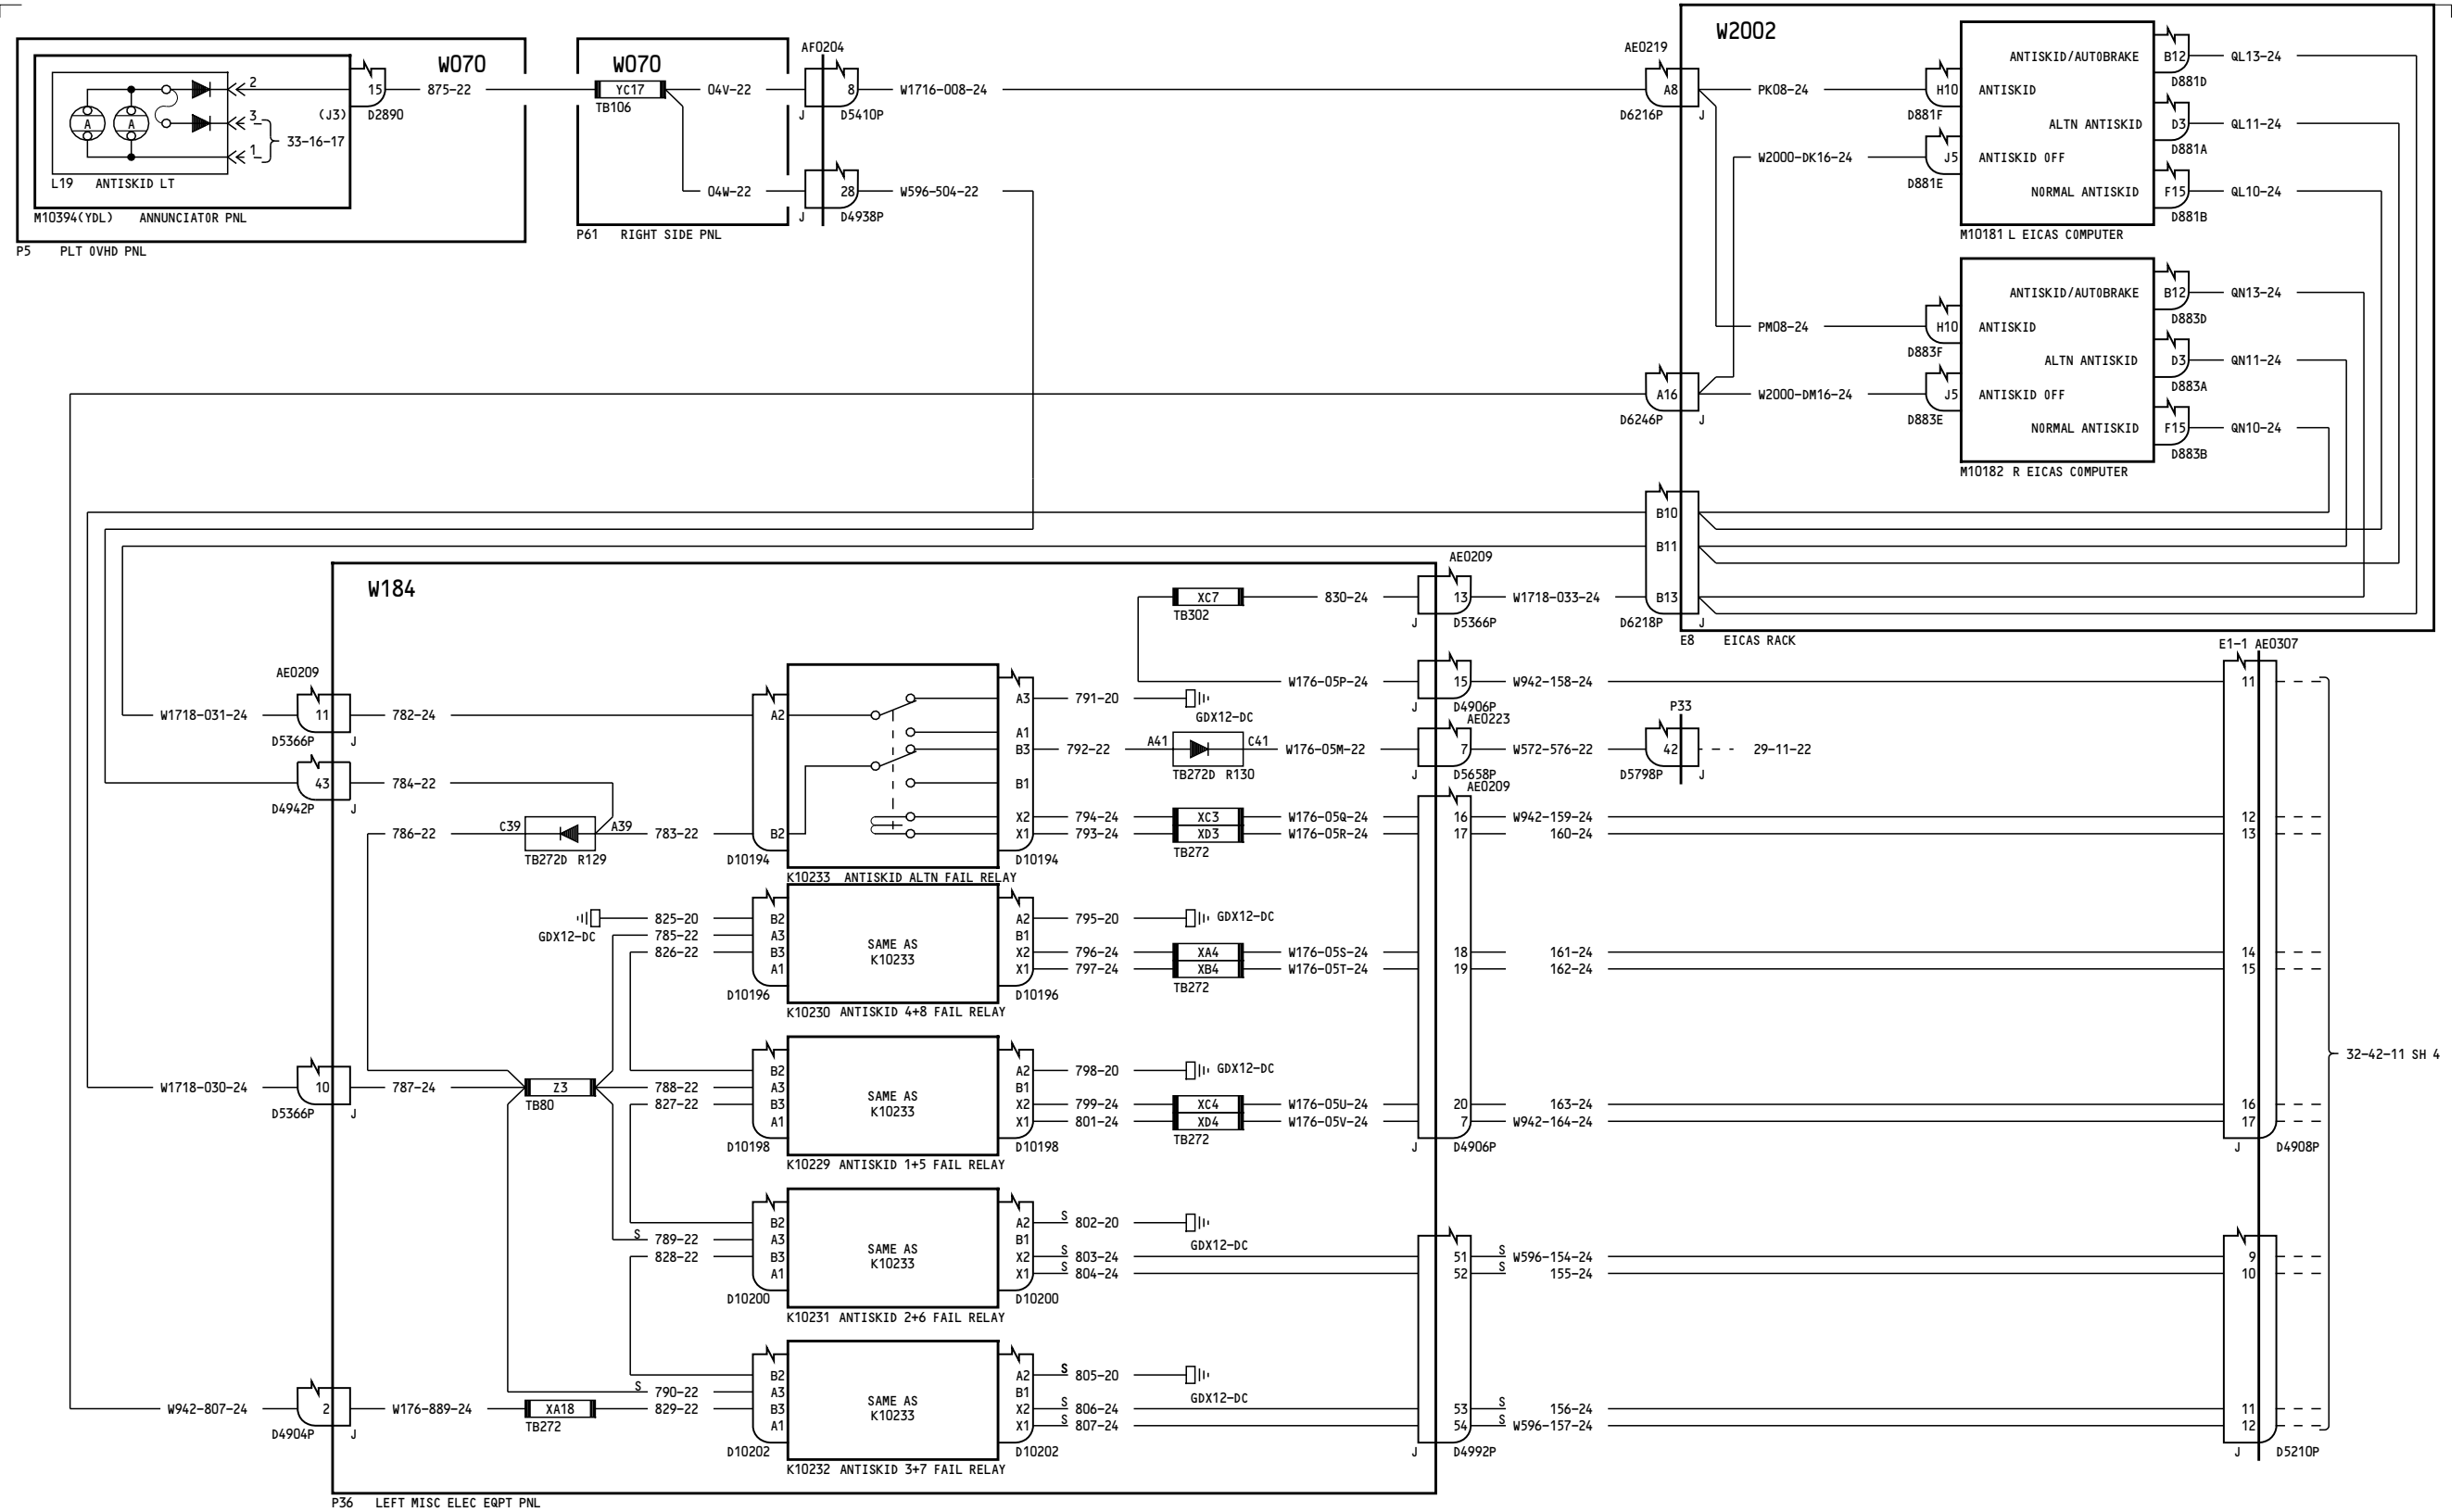 W070
2
3
1
33-16-17
A
A
L19 ANTISKID LT
M10394(YDL) ANNUNCIATOR PNL
P5 PLT OVHD PNL
15
(J3)
D2890
875-22
W070
YC17
TB106
04V-22
04W-22
P61 RIGHT SIDE PNL
AF0204
8
J
D5410P
W1716-008-24
28
J
D4938P
W596-504-22
AE0219
A8
D6216P
J
A16
D6246P
J
B10
B11
B13
D6218P
J
W2002
PK08-24
H10
D881F
W2000-DK16-24
J5
D881E
ANTISKID/AUTOBRAKE
ANTISKID
ALTN ANTISKID
ANTISKID OFF
NORMAL ANTISKID
M10181 L EICAS COMPUTER
B12
D881D
QL13-24
D3
D881A
QL11-24
F15
D881B
QL10-24
PM08-24
H10
D883F
W2000-DM16-24
J5
D883E
ANTISKID/AUTOBRAKE
ANTISKID
ALTN ANTISKID
ANTISKID OFF
NORMAL ANTISKID
M10182 R EICAS COMPUTER
B12
D883D
QN13-24
D3
D883A
QN11-24
F15
D883B
QN10-24
E8 EICAS RACK
W184
AE0209
W1718-031-24
11
D5366P
J
782-24
43
D4942P
J
784-22
786-22
C39
A39
TB272D R129
783-22
A2
B2
D10194
A3
A1
B3
B1
X2
X1
D10194
K10233 ANTISKID ALTN FAIL RELAY
791-20
GDX12-DC
792-22
A41
C41
TB272D R130
W176-05M-22
794-24
793-24
XC3
XD3
TB272
W176-05Q-24
W176-05R-24
XC7
TB302
830-24
W176-05P-24
AE0209
13
J
D5366P
W1718-033-24
15
J
D4906P
W942-158-24
AE0223
7
J
D5658P
W572-576-22
P33
42
D5798P
J
29-11-22
AE0209
16
17
W942-159-24
160-24
GDX12-DC
825-20
785-22
826-22
B2
A3
B3
A1
D10196
SAME AS
K10233
K10230 ANTISKID 4+8 FAIL RELAY
A2
B1
X2
X1
D10196
795-20
GDX12-DC
796-24
797-24
XA4
XB4
TB272
W176-05S-24
W176-05T-24
18
19
161-24
162-24
W1718-030-24
10
D5366P
J
787-24
Z3
TB80
788-22
827-22
B2
A3
B3
A1
D10198
SAME AS
K10233
K10229 ANTISKID 1+5 FAIL RELAY
A2
B1
X2
X1
D10198
798-20
GDX12-DC
799-24
801-24
XC4
XD4
TB272
W176-05U-24
W176-05V-24
20
7
J
D4906P
163-24
W942-164-24
S
789-22
828-22
B2
A3
B3
A1
D10200
SAME AS
K10233
K10231 ANTISKID 2+6 FAIL RELAY
A2
B1
X2
X1
D10200
S
802-20
GDX12-DC
S
803-24
S
804-24
51
52
S
W596-154-24
S
155-24
W942-807-24
2
D4904P
J
W176-889-24
XA18
TB272
S
790-22
829-22
B2
A3
B3
A1
D10202
SAME AS
K10233
K10232 ANTISKID 3+7 FAIL RELAY
A2
B1
X2
X1
D10202
S
805-20
GDX12-DC
S
806-24
S
807-24
53
54
J
D4992P
S
156-24
S
W596-157-24
P36 LEFT MISC ELEC EQPT PNL
E1-1 AE0307
11
12
13
14
15
16
17
J
D4908P
9
10
11
12
J
D5210P
32-42-11 SH 4